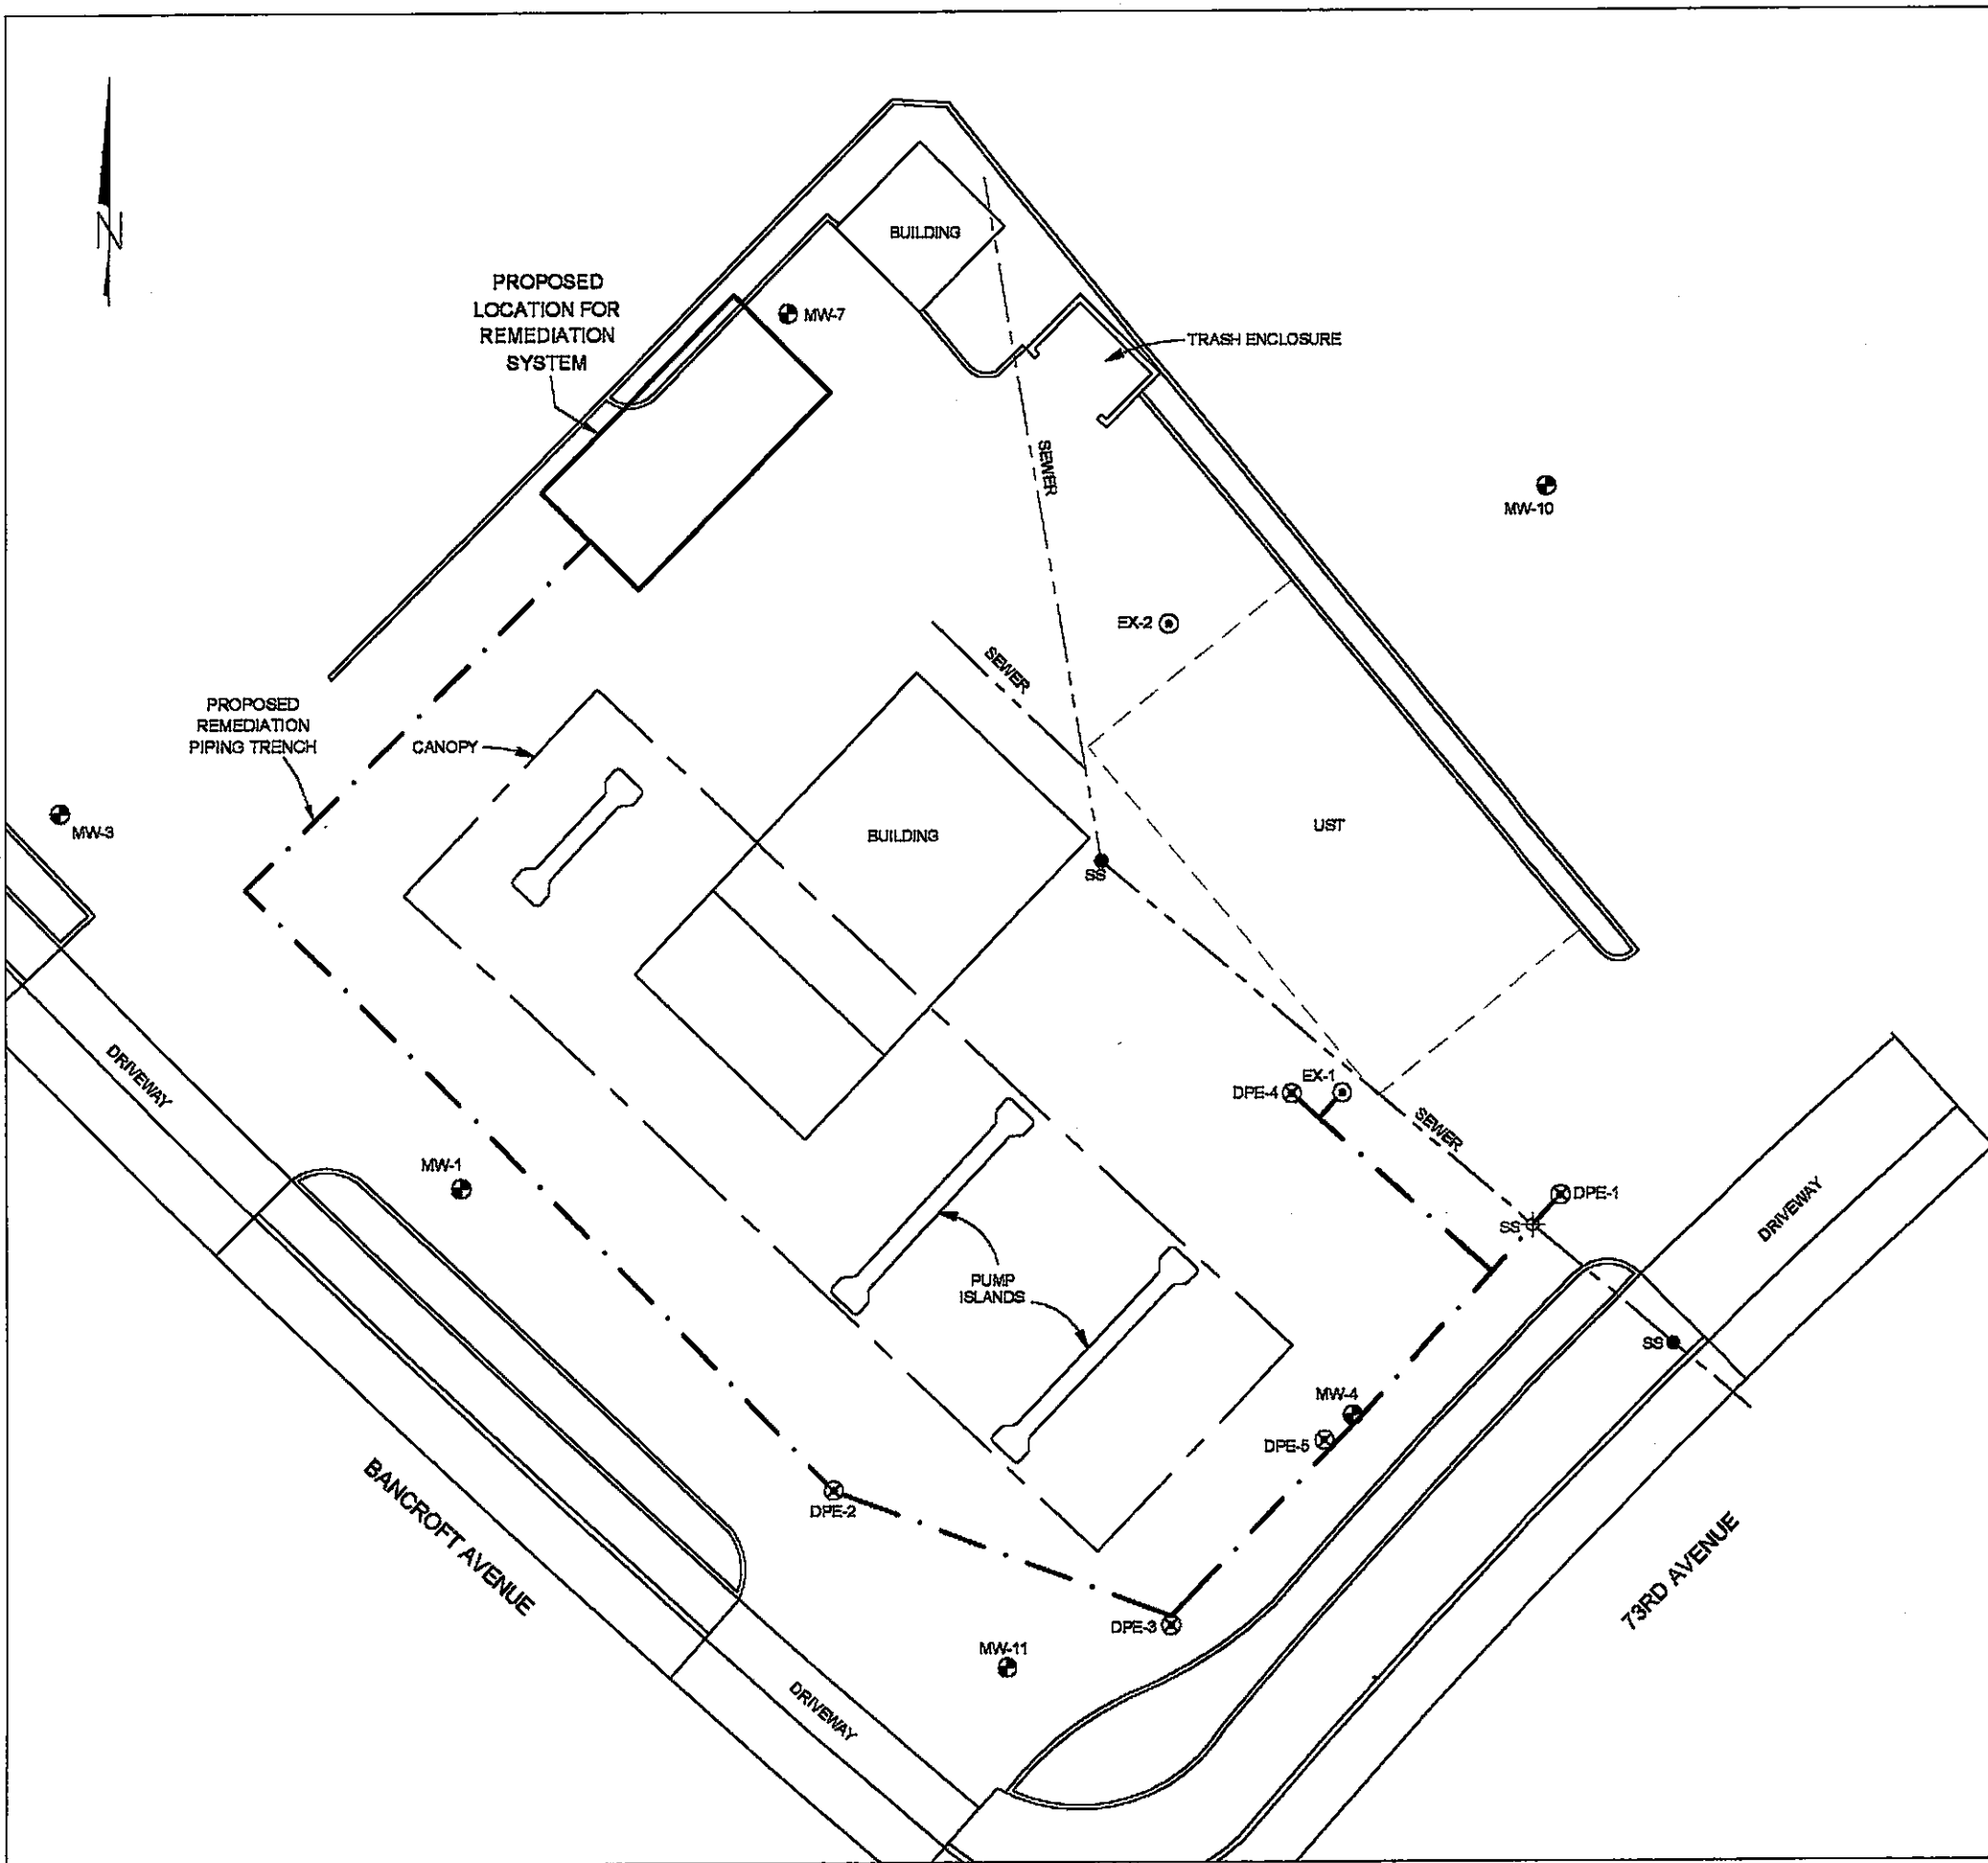 N
BUILDING
PROPOSED
LOCATION FOR
REMEDIATION
SYSTEM
MW-7
TRASH ENCLOSURE
SEWER
MW-10
EX-2
SEWER
PROPOSED
REMEDIATION
PIPING TRENCH
CANOPY
MW-3
BUILDING
UST
SS
DRIVEWAY
DPE-4
EX-1
SEWER
MW-1
DPE-1
SS
DRIVEWAY
PUMP
ISLANDS
SS
MW-4
DPE-5
BANCROFT AVENUE
DPE-2
73RD AVENUE
DPE-3
MW-11
DRIVEWAY